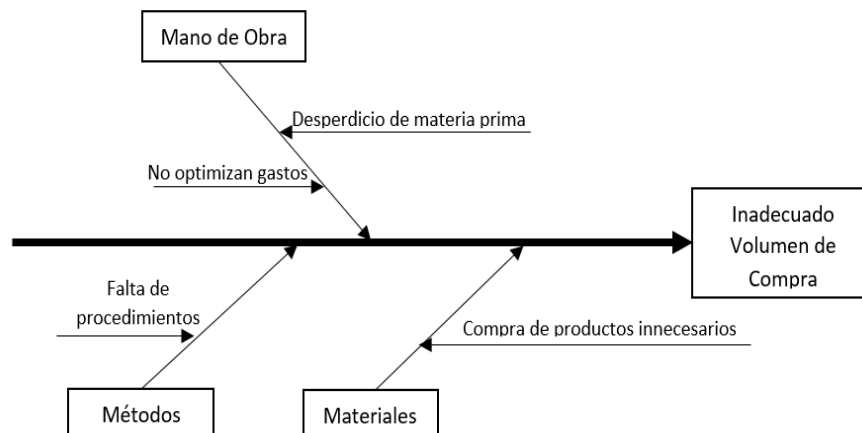 Mano de Obra
Desperdicio de materia prima
No optimizan gastos
Inadecuado
Volumen de
Compra
Falta de
procedimientos
Compra de productos innecesarios
Métodos
Materiales